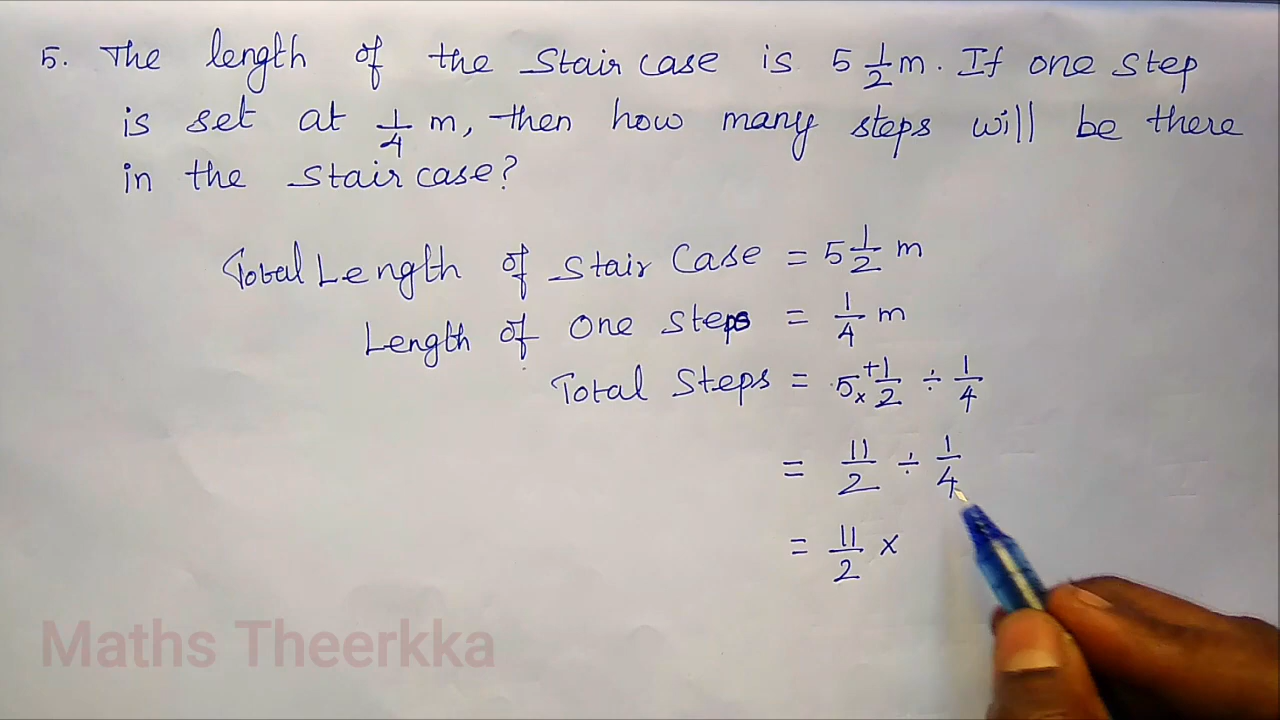 5. The length of the Stair case is 5 1/2 m. If one step
is set at 1/4 m, then how many steps will be there
in the stair case?
Total Length of Stair Case = 5 1/2 m
Length of one steps = 1/4 m
Total Steps = 5 × + 1/2 ÷ 1/4
= 11/2 ÷ 1/4
= 11/2 ×
Maths Theerkka